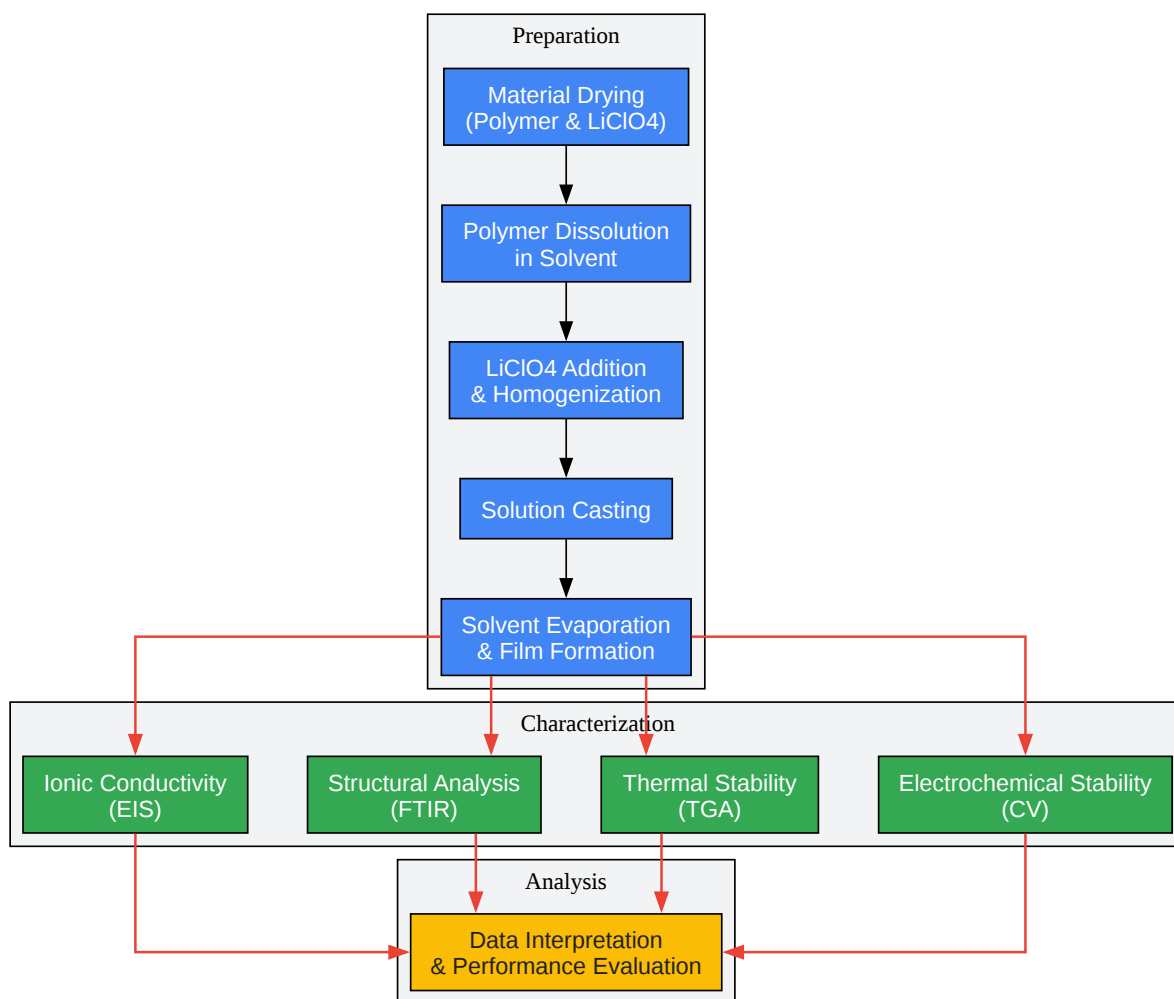 Preparation
Material Drying
(Polymer & LiClO4)
Polymer Dissolution
in Solvent
LiClO4 Addition
& Homogenization
Solution Casting
Solvent Evaporation
& Film Formation
Characterization
Ionic Conductivity
(EIS)
Structural Analysis
(FTIR)
Thermal Stability
(TGA)
Electrochemical Stability
(CV)
Analysis
Data Interpretation
& Performance Evaluation